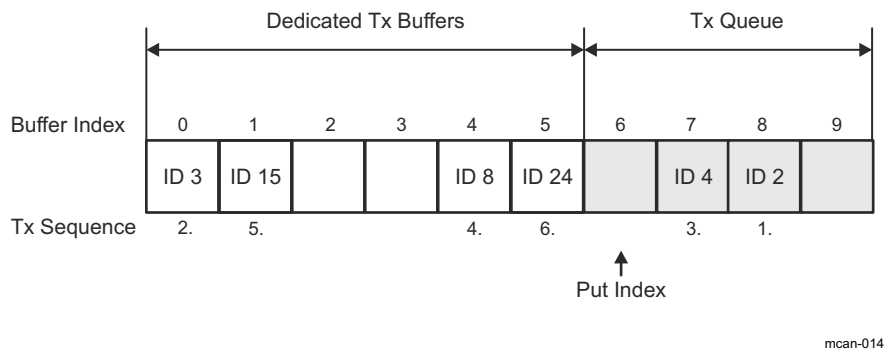 Dedicated Tx Buffers Tx Queue
Buffer Index 0 1 2 3 4 5 6 7 8 9
ID 3 ID 15 ID 8 ID 24 ID 4 ID 2
Tx Sequence 2. 5. 4. 6. 3. 1.
Put Index
mcan-014